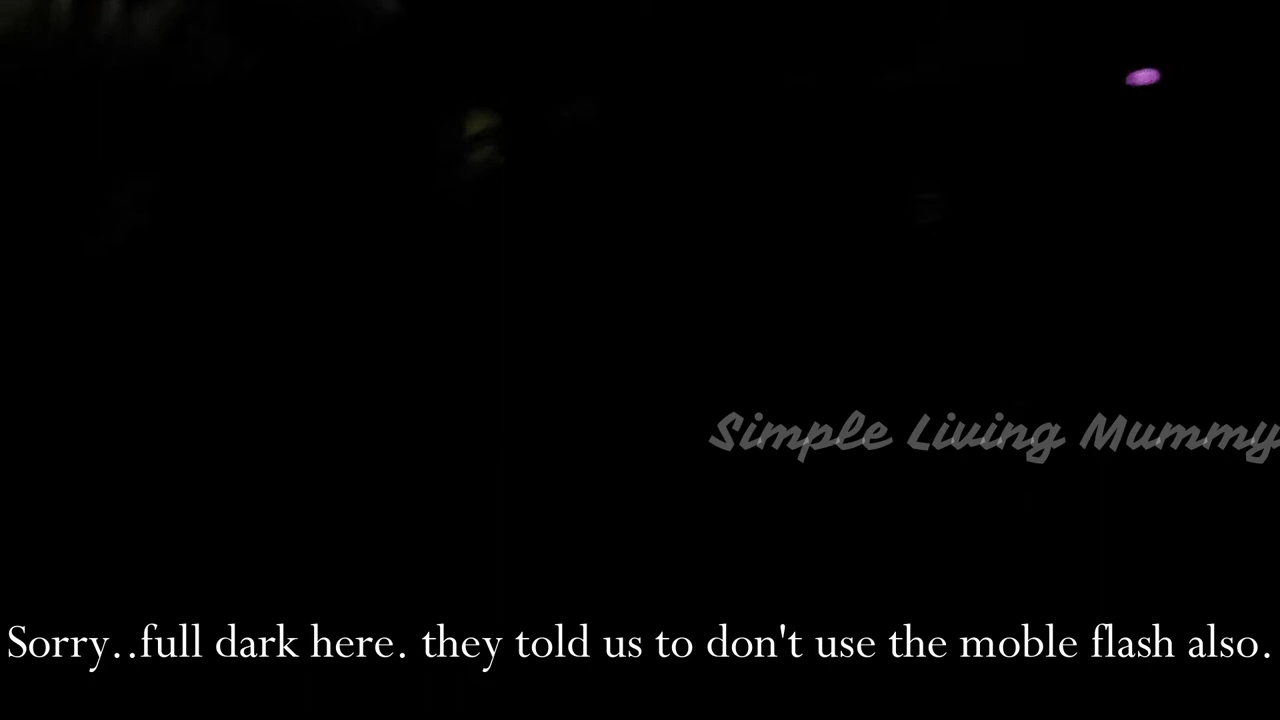 Simple Living Mummy
Sorry..full dark here. they told us to don't use the moble flash also.